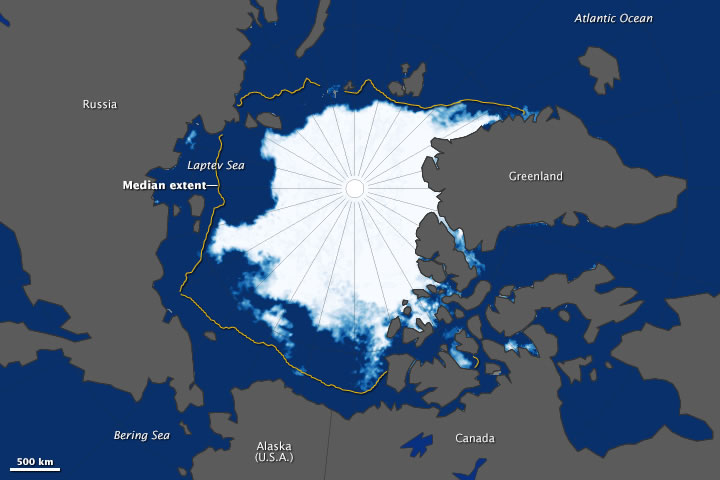 Atlantic Ocean
Russia
Laptev Sea
Median extent
Greenland
Bering Sea
Alaska
(U.S.A.)
Canada
500 km